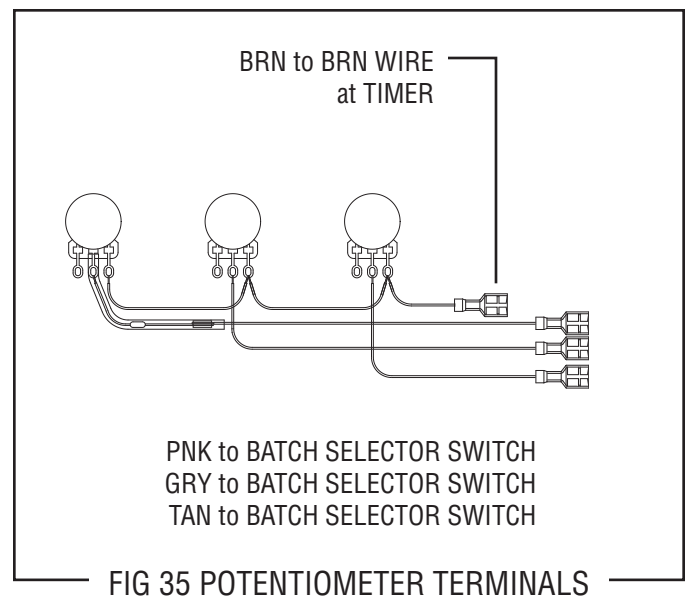 BRN to BRN WIRE
at TIMER
PNK to BATCH SELECTOR SWITCH
GRY to BATCH SELECTOR SWITCH
TAN to BATCH SELECTOR SWITCH
FIG 35 POTENTIOMETER TERMINALS